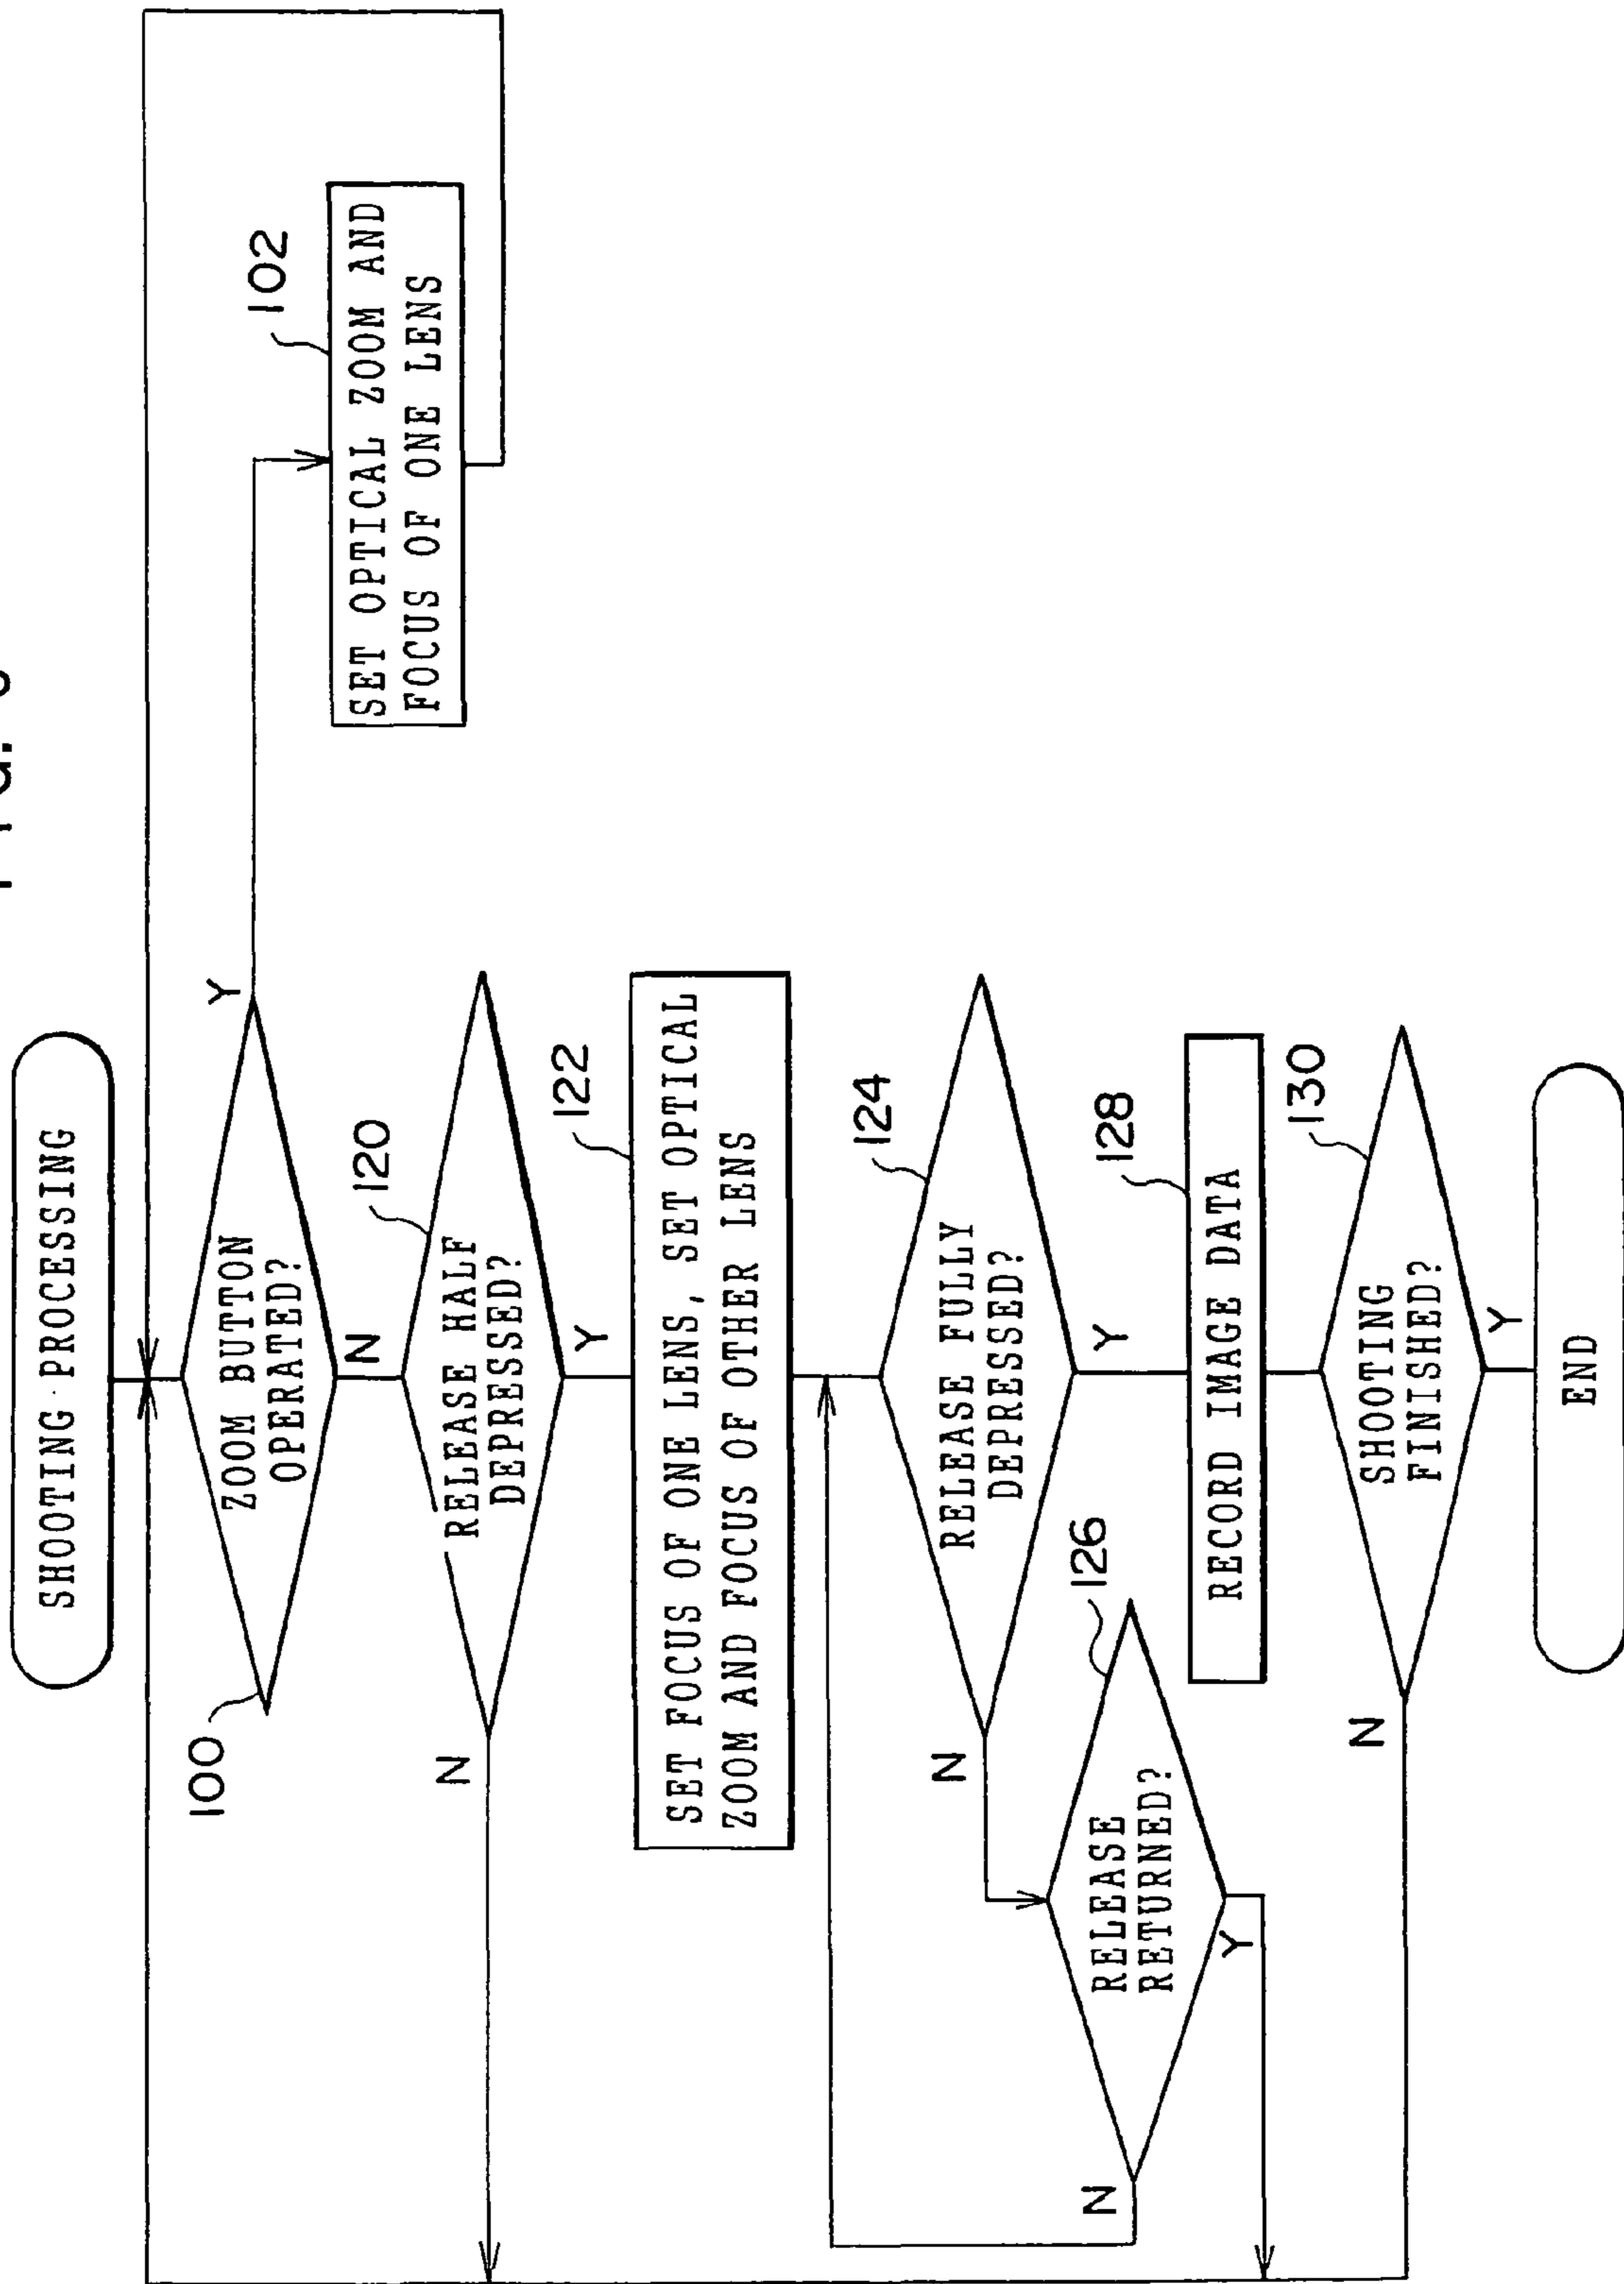 SHOOTING PROCESSING
100
ZOOM BUTTON
OPERATED?
Y
N
102
SET OPTICAL ZOOM AND
FOCUS OF ONE LENS
120
RELEASE HALF
DEPRESSED?
N
Y
122
SET FOCUS OF ONE LENS, SET OPTICAL
ZOOM AND FOCUS OF OTHER LENS
124
RELEASE FULLY
DEPRESSED?
N
Y
126
RELEASE
RETURNED?
N
Y
128
RECORD IMAGE DATA
130
SHOOTING
FINISHED?
N
Y
END